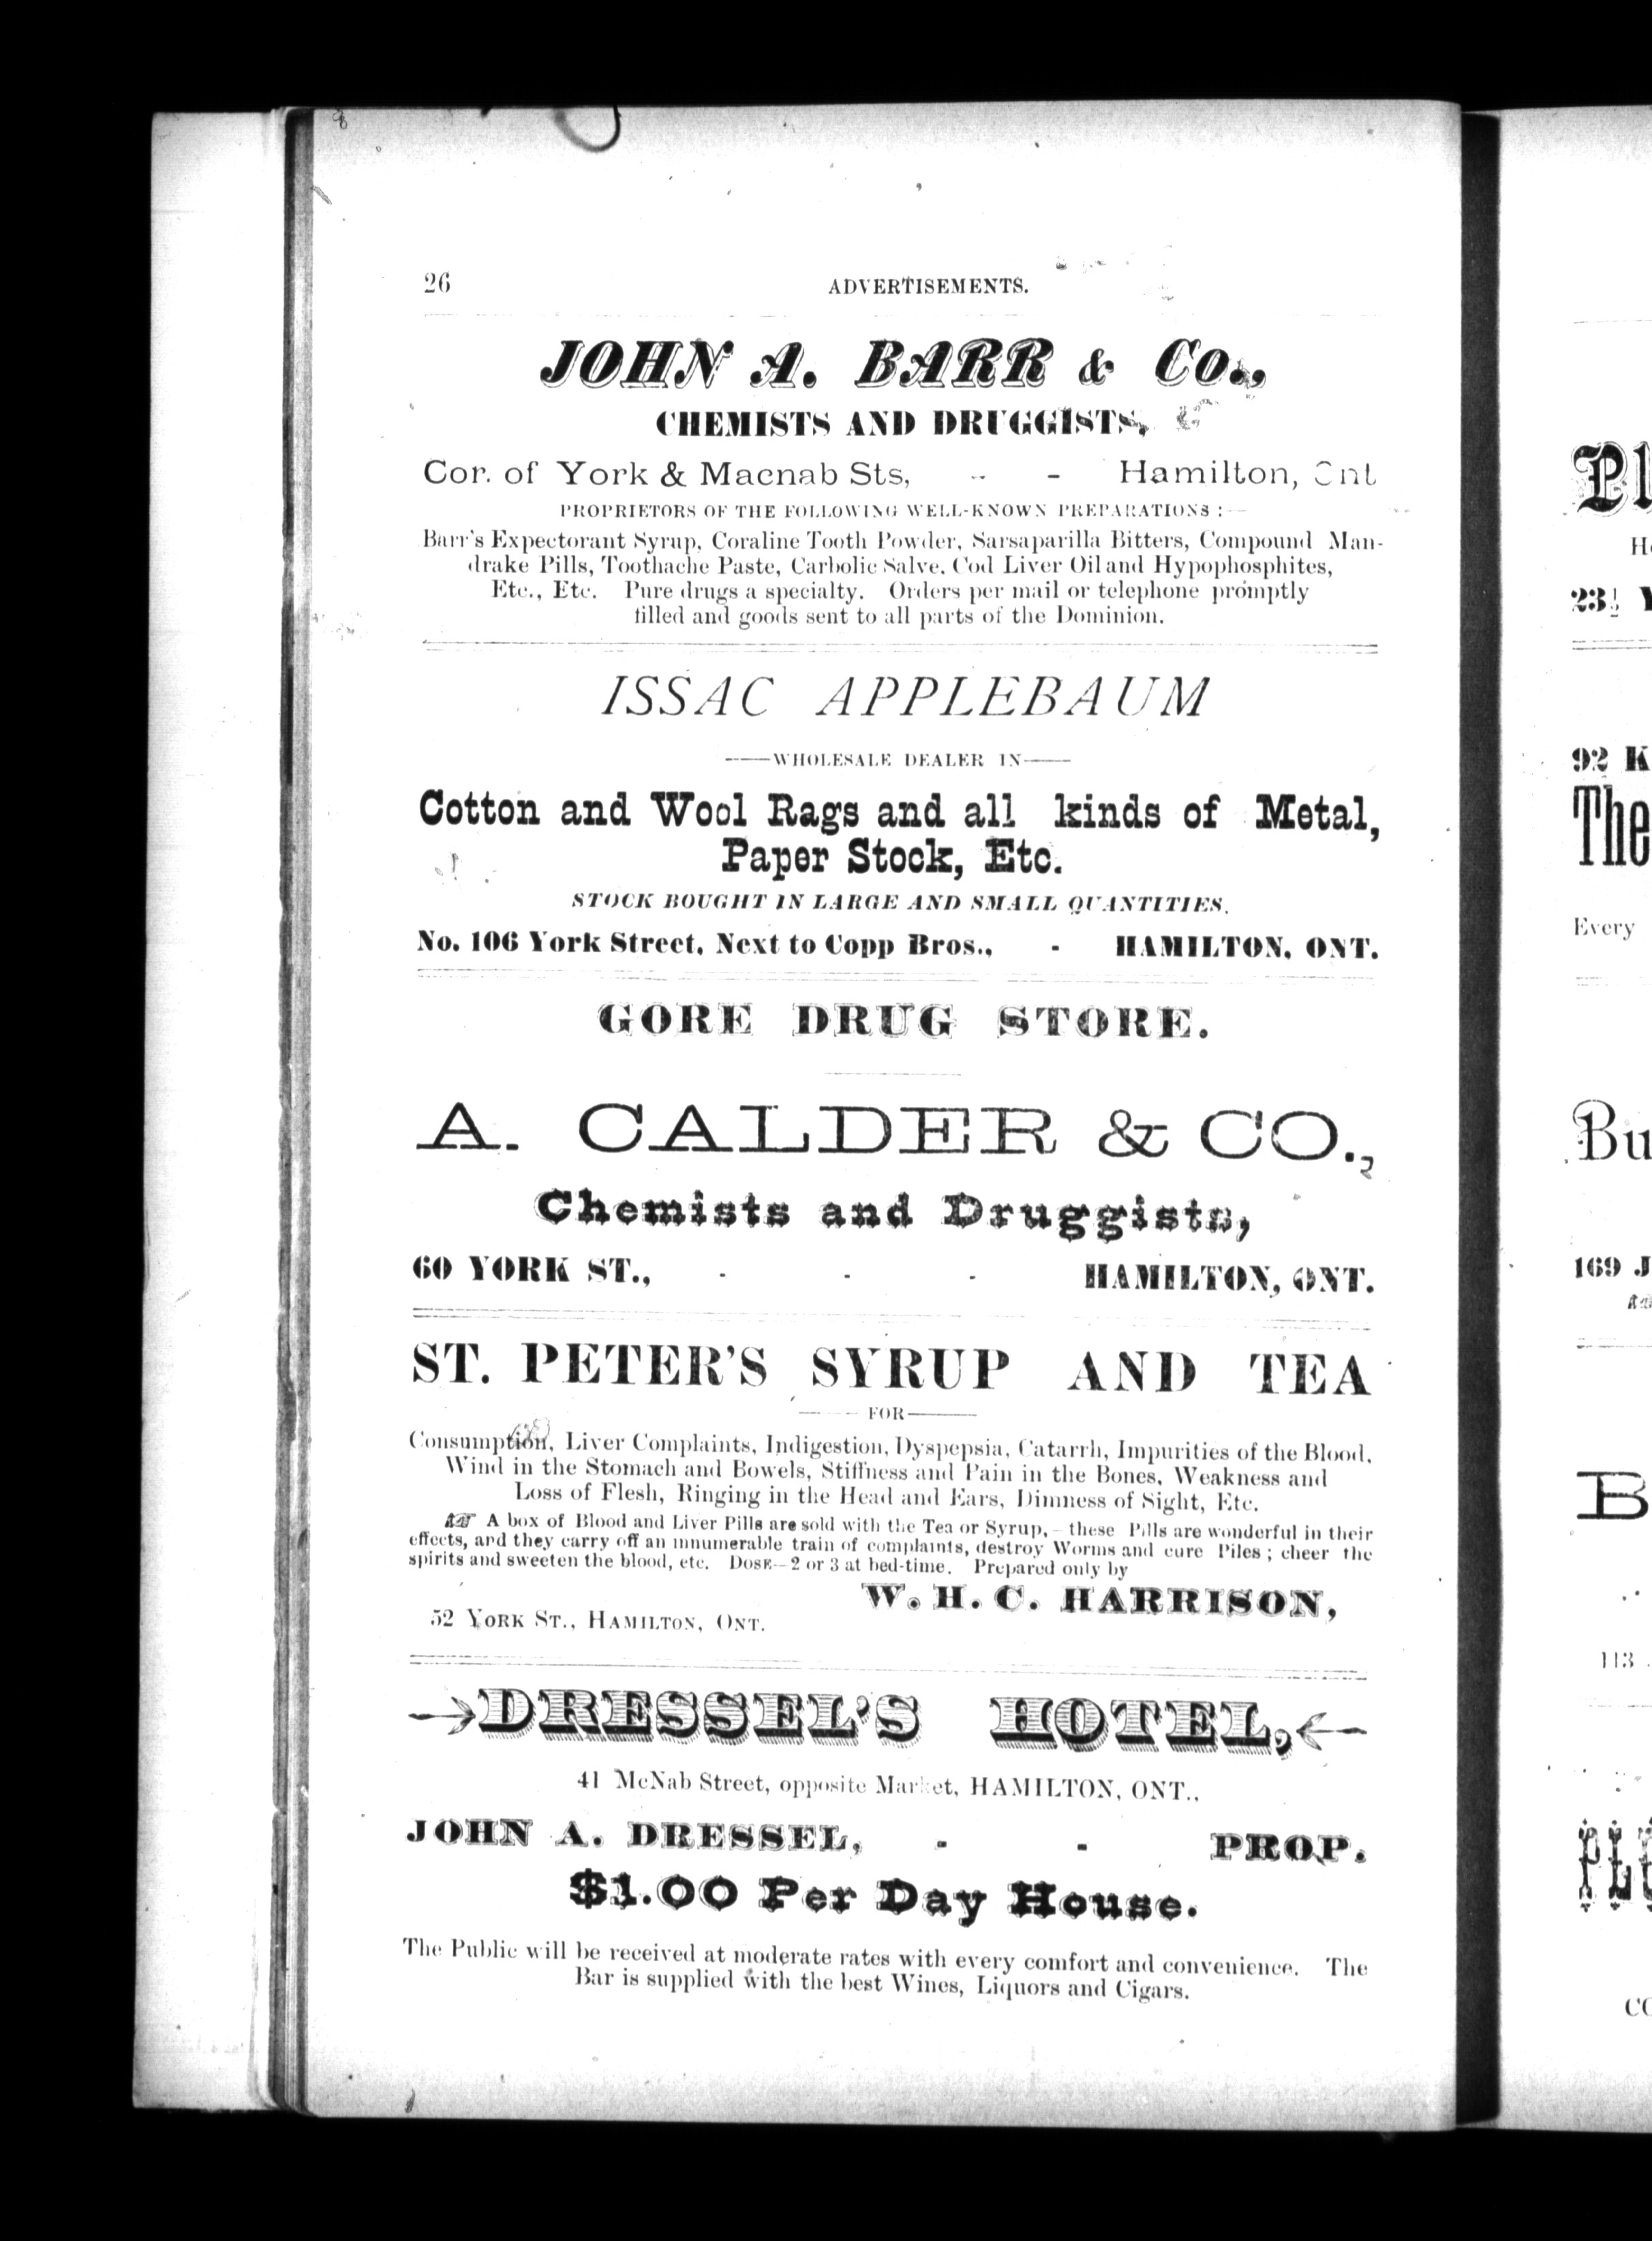 26 ADVERTISEMENTS.
JOHN A. BARR & Co.,
CHEMISTS AND DRUGGISTS,
Cor. of York & Macnab Sts, - - Hamilton, Ont
PROPRIETORS OF THE FOLLOWING WELL-KNOWN PREPARATIONS :—
Barr's Expectorant Syrup, Coraline Tooth Powder, Sarsaparilla Bitters, Compound Man-
drake Pills, Toothache Paste, Carbolic Salve, Cod Liver Oil and Hypophosphites,
Etc., Etc. Pure drugs a specialty. Orders per mail or telephone promptly
filled and goods sent to all parts of the Dominion.
ISSAC APPLEBAUM
——WHOLESALE DEALER IN——
Cotton and Wool Rags and all kinds of Metal,
Paper Stock, Etc.
STOCK BOUGHT IN LARGE AND SMALL QUANTITIES.
No. 106 York Street, Next to Copp Bros., - HAMILTON, ONT.
GORE DRUG STORE.
A. CALDER & CO.,
Chemists and Druggists,
60 YORK ST., - - - HAMILTON, ONT.
ST. PETER'S SYRUP AND TEA
——FOR——
Consumption, Liver Complaints, Indigestion, Dyspepsia, Catarrh, Impurities of the Blood,
Wind in the Stomach and Bowels, Stiffness and Pain in the Bones, Weakness and
Loss of Flesh, Ringing in the Head and Ears, Dimness of Sight, Etc.
☞ A box of Blood and Liver Pills are sold with the Tea or Syrup,—these Pills are wonderful in their
effects, and they carry off an innumerable train of complaints, destroy Worms and cure Piles ; cheer the
spirits and sweeten the blood, etc. DOSE—2 or 3 at bed-time. Prepared only by
W. H. C. HARRISON,
52 YORK ST., HAMILTON, ONT.
DRESSEL'S HOTEL,
41 McNab Street, opposite Market, HAMILTON, ONT.,
JOHN A. DRESSEL, - - PROP.
$1.00 Per Day House.
The Public will be received at moderate rates with every comfort and convenience. The
Bar is supplied with the best Wines, Liquors and Cigars.
23½ Y
92 K
The
Every
Bu
169 J
B
113